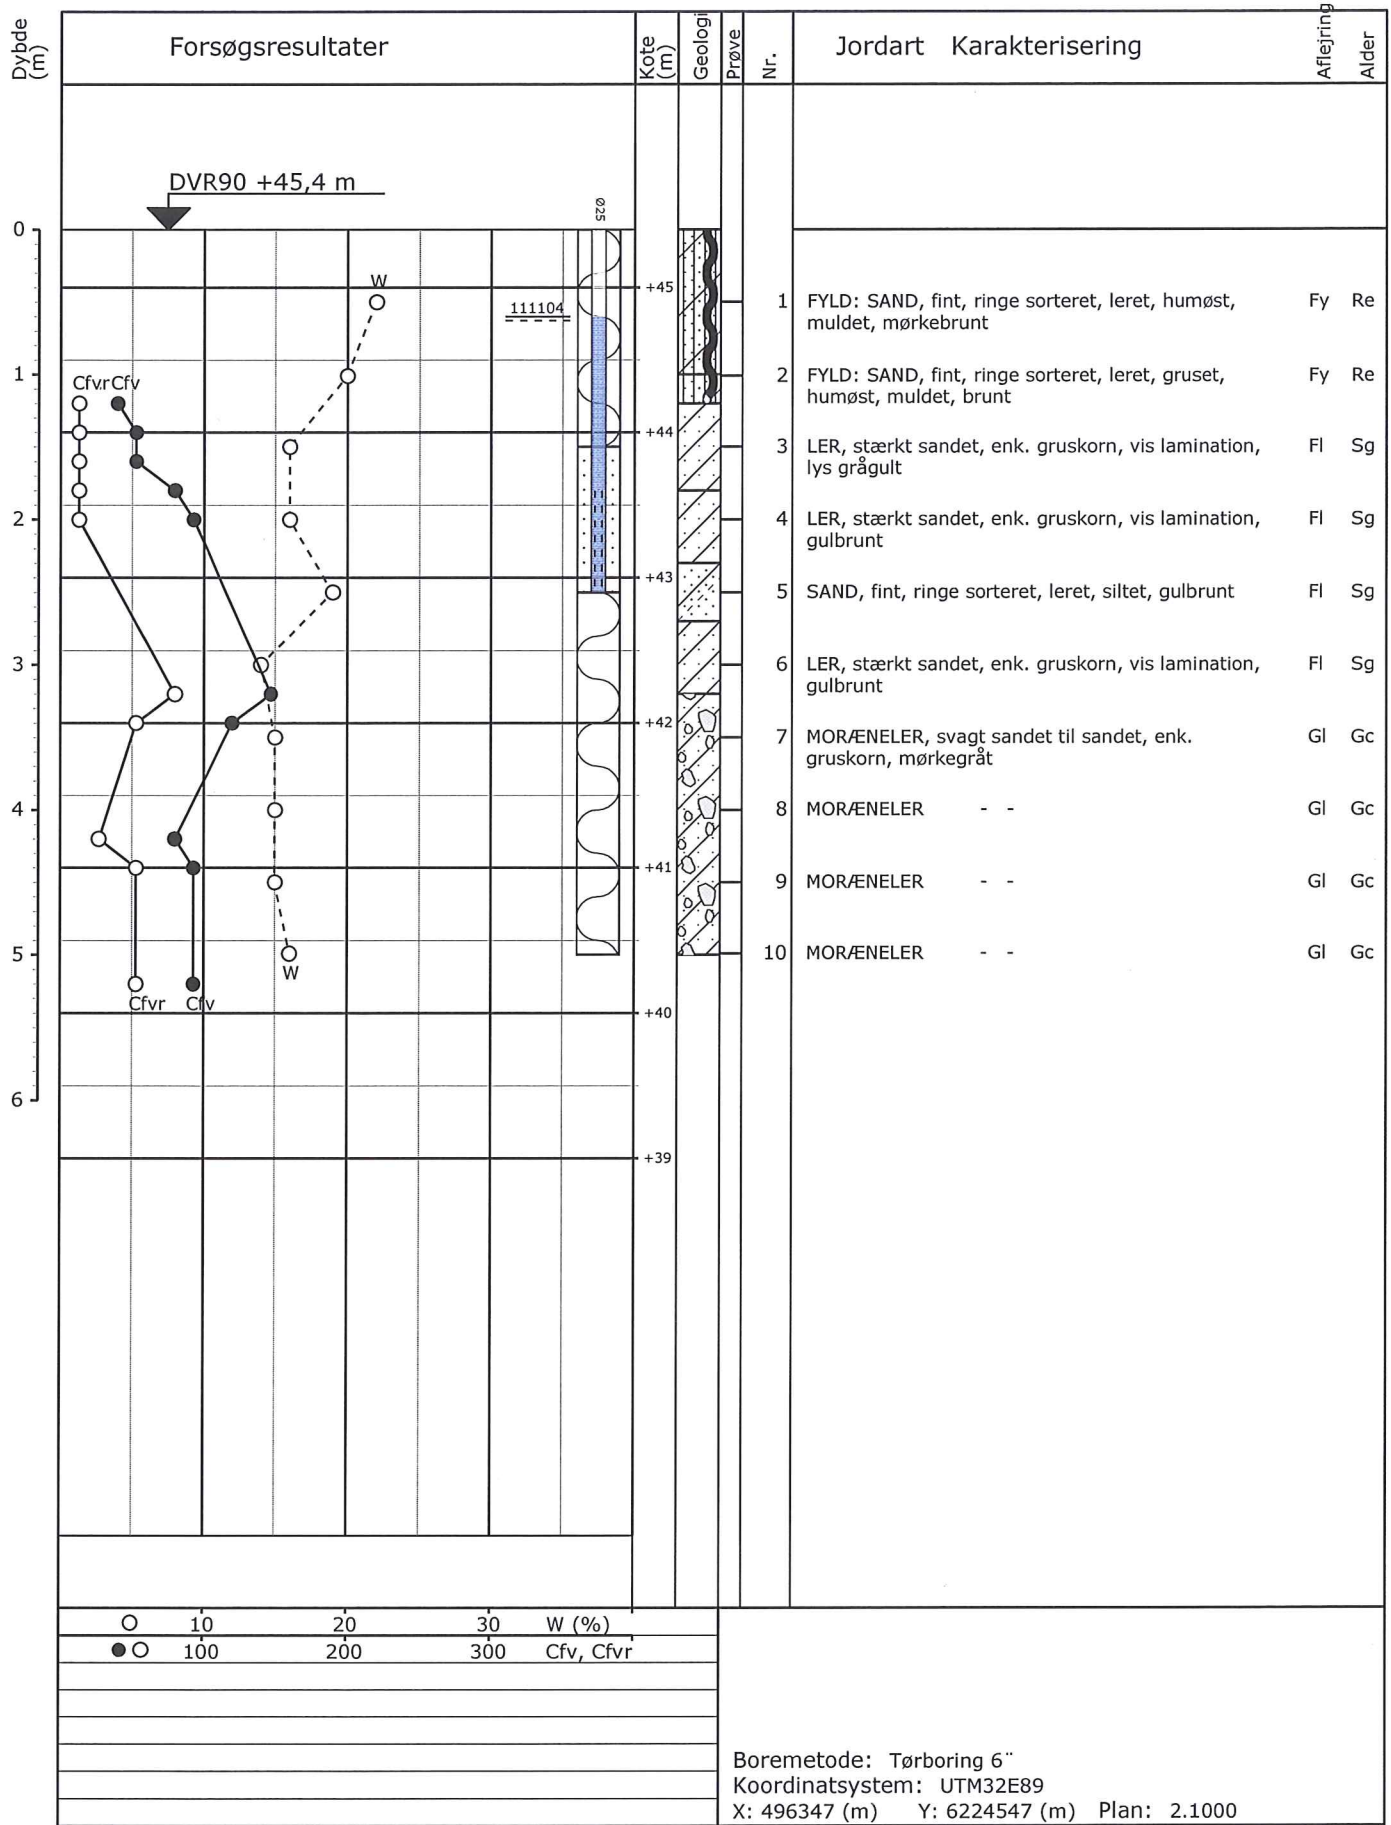 Dybde (m)
Forsøgsresultater
Kote (m)
Geologi
Prøve
Nr.
Jordart Karakterisering
Aflejring
Alder
DVR90 +45,4 m
Ø25
0
W
+45
111104
1 FYLD: SAND, fint, ringe sorteret, leret, humøst, Fy Re
muldet, mørkebrunt
1
Cfvr Cfv
2 FYLD: SAND, fint, ringe sorteret, leret, gruset, Fy Re
humøst, muldet, brunt
+44
3 LER, stærkt sandet, enk. gruskorn, vis lamination, Fl Sg
lys grågult
2
4 LER, stærkt sandet, enk. gruskorn, vis lamination, Fl Sg
gulbrunt
+43
5 SAND, fint, ringe sorteret, leret, siltet, gulbrunt Fl Sg
3
6 LER, stærkt sandet, enk. gruskorn, vis lamination, Fl Sg
gulbrunt
+42
7 MORÆNELER, svagt sandet til sandet, enk. Gl Gc
gruskorn, mørkegråt
4
8 MORÆNELER - - Gl Gc
+41
9 MORÆNELER - - Gl Gc
5
10 MORÆNELER - - Gl Gc
W
Cfvr Cfv
+40
6
+39
10 20 30 W (%)
100 200 300 Cfv, Cfvr
Boremetode: Tørboring 6¨
Koordinatsystem: UTM32E89
X: 496347 (m) Y: 6224547 (m) Plan: 2.1000